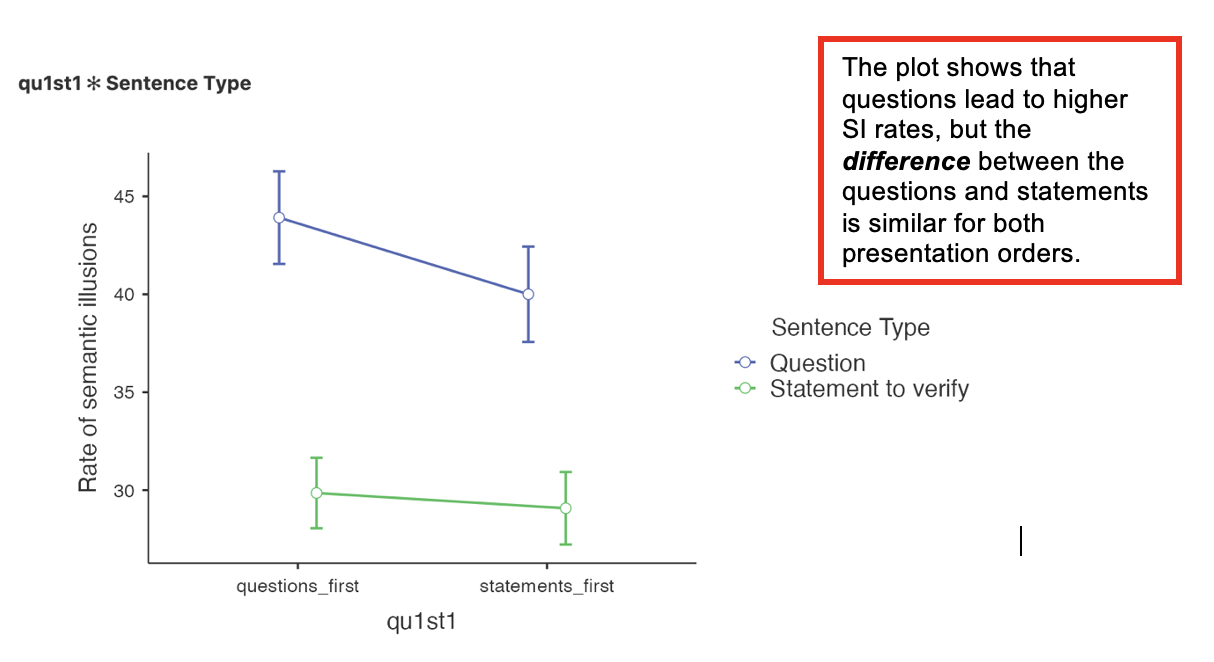 qu1st1 ✻ Sentence Type
The plot shows that
questions lead to higher
SI rates, but the
difference between the
questions and statements
is similar for both
presentation orders.
Rate of semantic illusions
45
40
35
30
questions_first
statements_first
qu1st1
Sentence Type
Question
Statement to verify